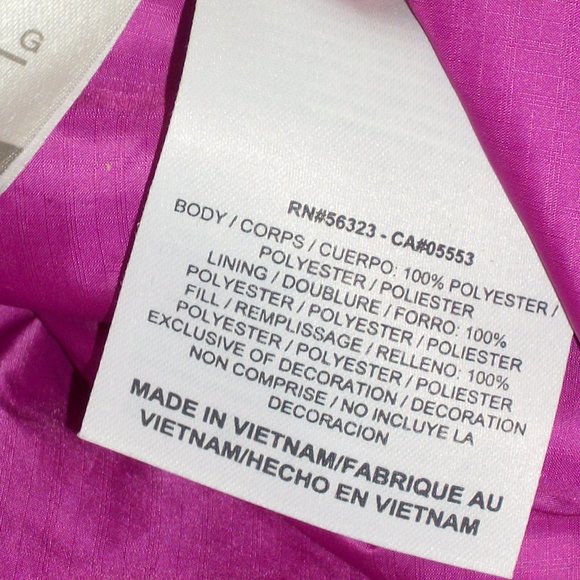 G
RN#56323 - CA#05553
BODY / CORPS / CUERPO: 100% POLYESTER /
POLYESTER / POLIESTER
LINING / DOUBLURE / FORRO: 100%
POLYESTER / POLYESTER / POLIESTER
FILL / REMPLISSAGE / RELLENO: 100%
POLYESTER / POLYESTER / POLIESTER
EXCLUSIVE OF DECORATION / DECORATION
NON COMPRISE / NO INCLUYE LA
DECORACION
MADE IN VIETNAM/FABRIQUE AU
VIETNAM/HECHO EN VIETNAM